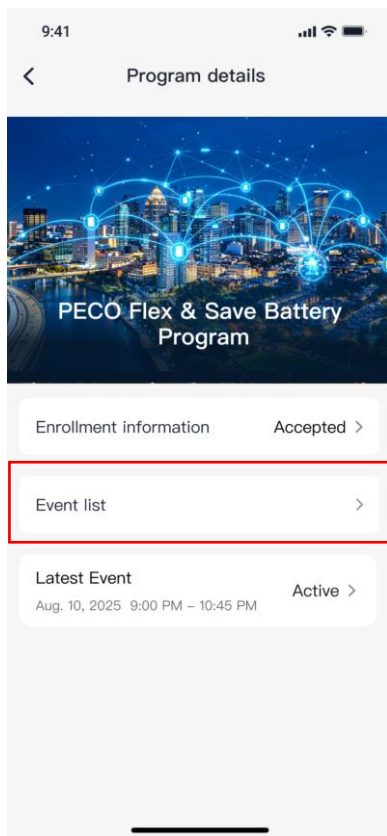 9:41
Program details
PECO Flex & Save Battery
Program
Enrollment information Accepted >
Event list >
Latest Event
Aug. 10, 2025 9:00 PM – 10:45 PM
Active >